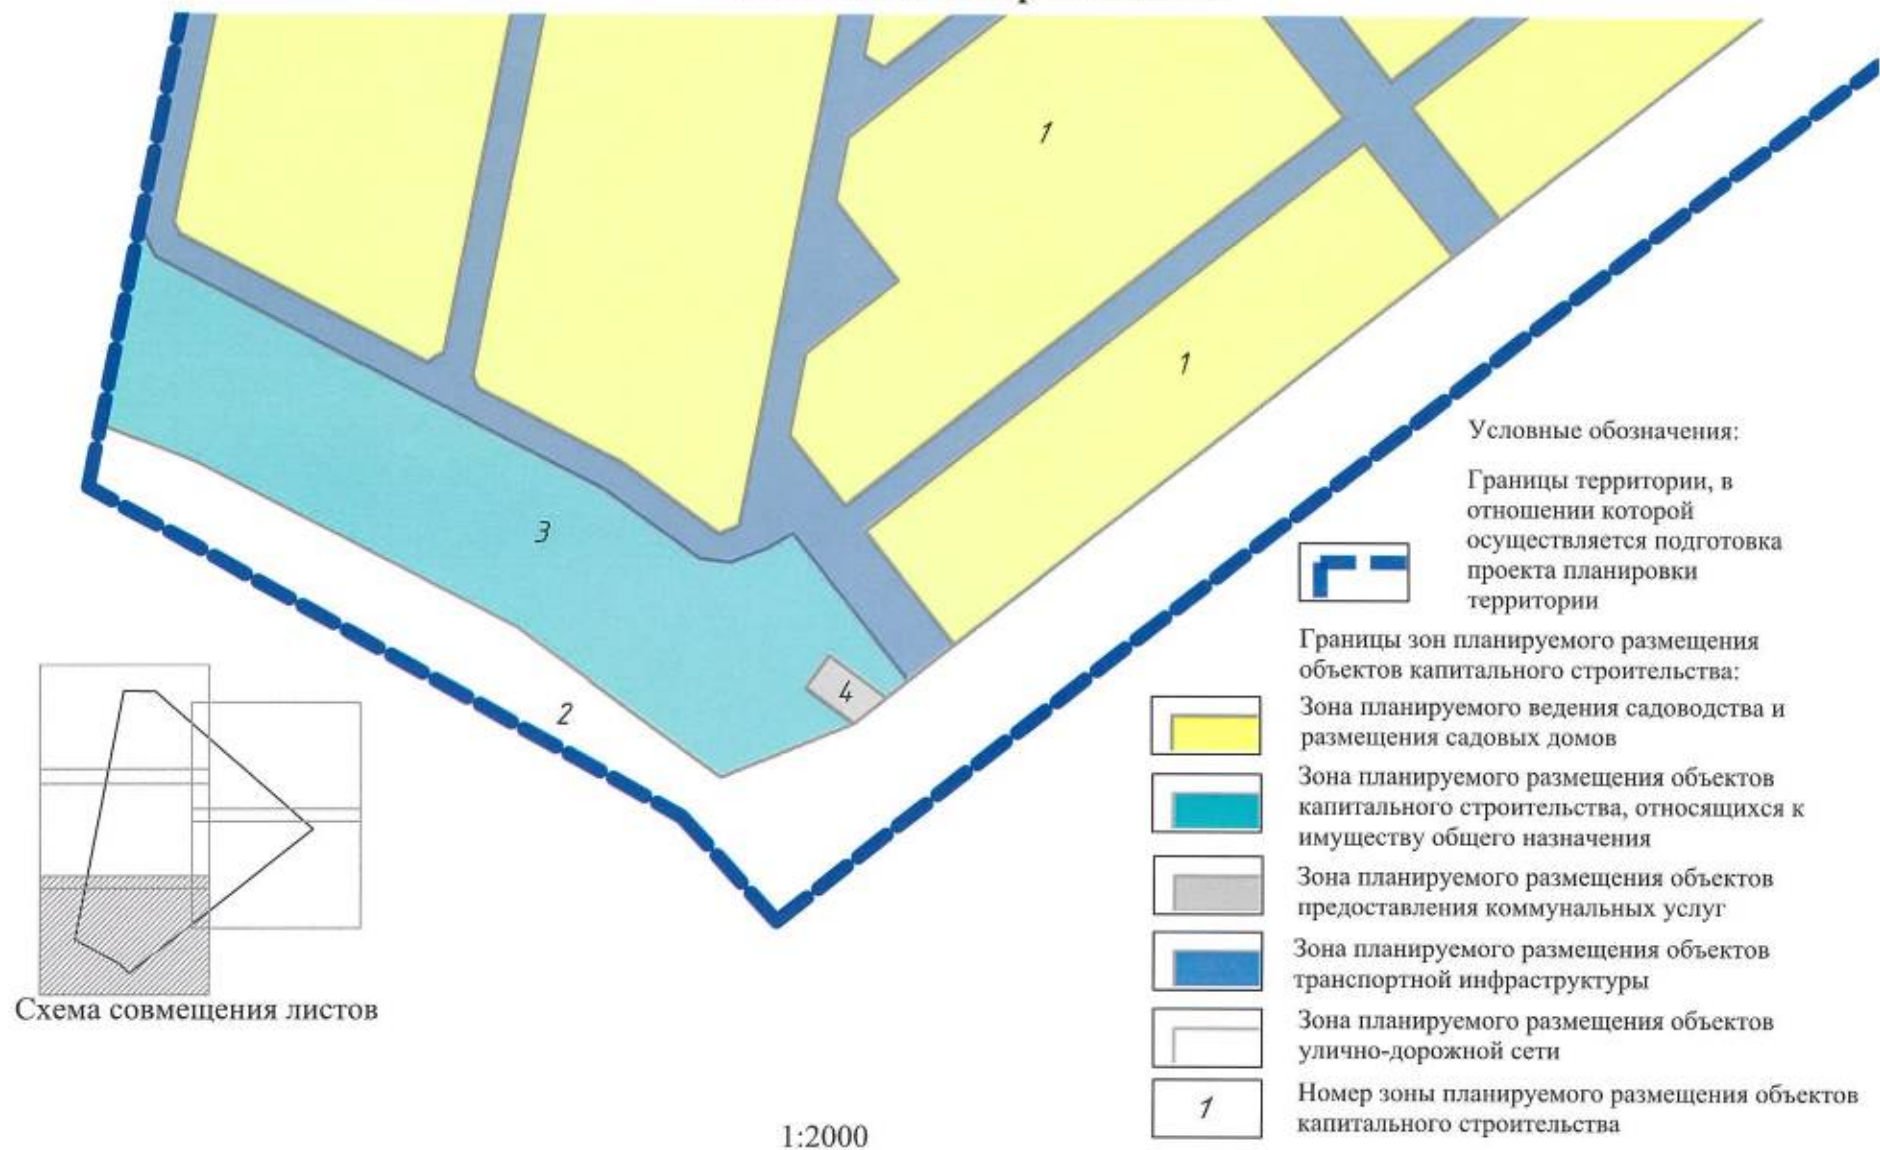 1
1
3
2
4
Условные обозначения:
Границы территории, в
отношении которой
осуществляется подготовка
проекта планировки
территории
Границы зон планируемого размещения
объектов капитального строительства:
Зона планируемого ведения садоводства и
размещения садовых домов
Зона планируемого размещения объектов
капитального строительства, относящихся к
имуществу общего назначения
Зона планируемого размещения объектов
предоставления коммунальных услуг
Зона планируемого размещения объектов
транспортной инфраструктуры
Зона планируемого размещения объектов
улично-дорожной сети
1
Номер зоны планируемого размещения объектов
капитального строительства
Схема совмещения листов
1:2000